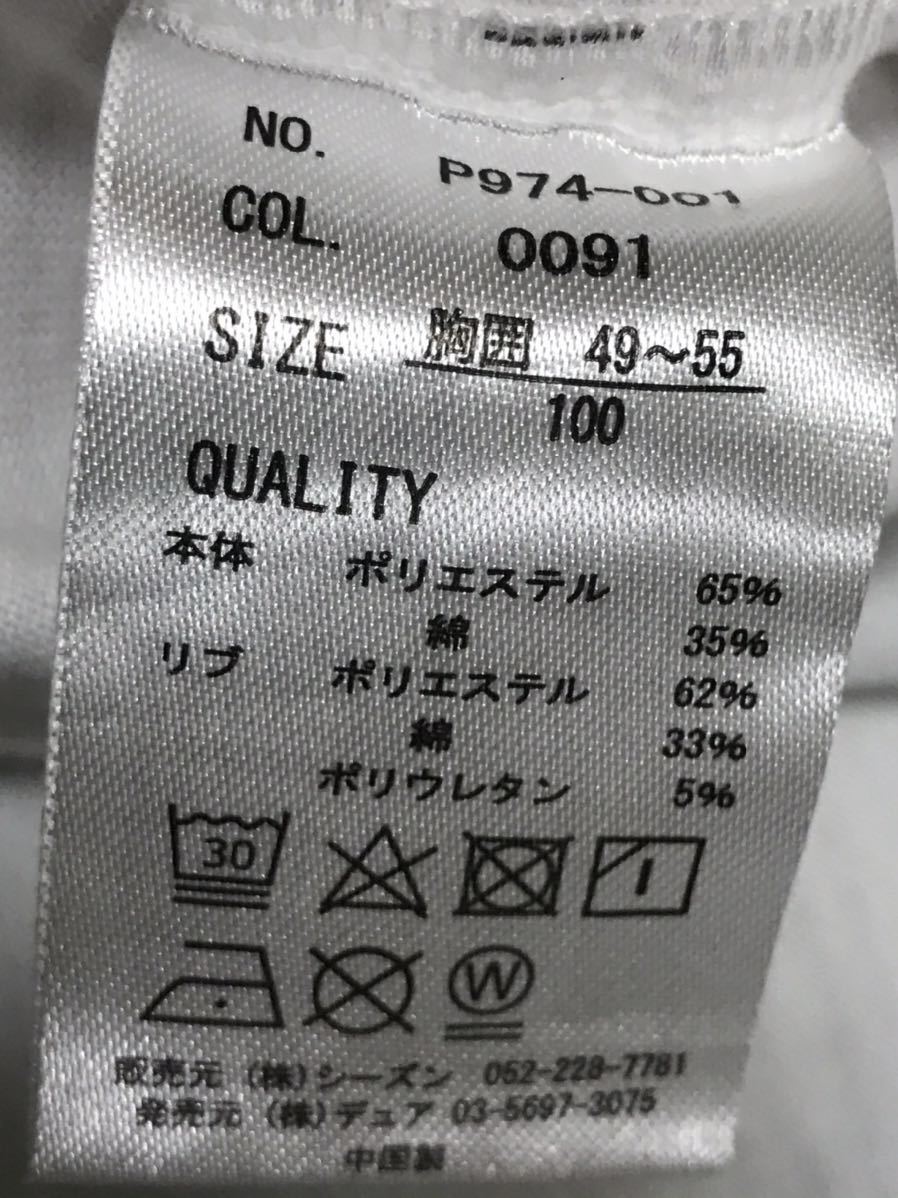 NO. P974-001
COL. 0091
SIZE 胸囲 49~55
100
QUALITY
本体 ポリエステル 65%
綿 35%
リブ ポリエステル 62%
綿 33%
ポリウレタン 5%
30
W
販売元 (株)シーズン 052-228-7781
発売元 (株)デュア 03-5697-3075
中国製